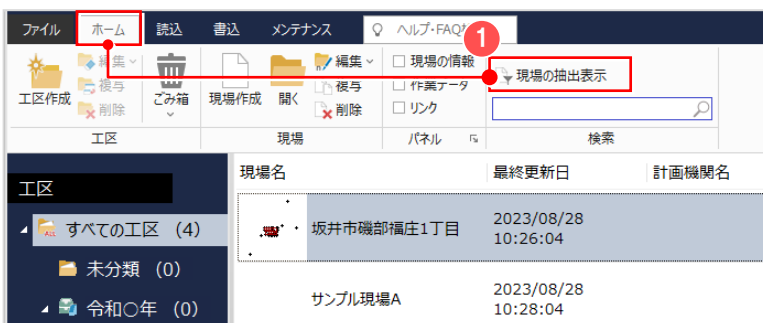 ファイル ホーム 読込 書込 メンテナンス ヘルプ・FAQ
1
編集 編集 現場の情報
工区作成 複写 ごみ箱 現場作成 開く 複写 作業データ 現場の抽出表示
削除 削除 リンク
工区 現場 パネル 検索
現場名 最終更新日 計画機関名
工区
すべての工区 (4) 坂井市磯部福庄1丁目 2023/08/28
10:26:04
未分類 (0)
令和○年 (0) サンプル現場A 2023/08/28
10:28:04